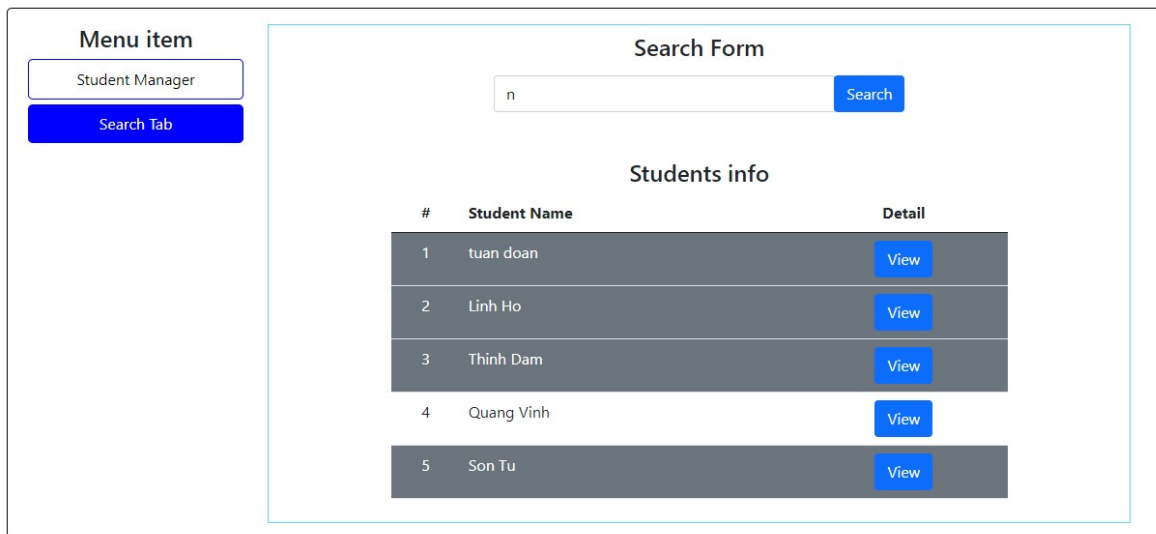 Menu item
Student Manager
Search Tab
Search Form
n Search
Students info
# Student Name Detail
1 tuan doan View
2 Linh Ho View
3 Thinh Dam View
4 Quang Vinh View
5 Son Tu View